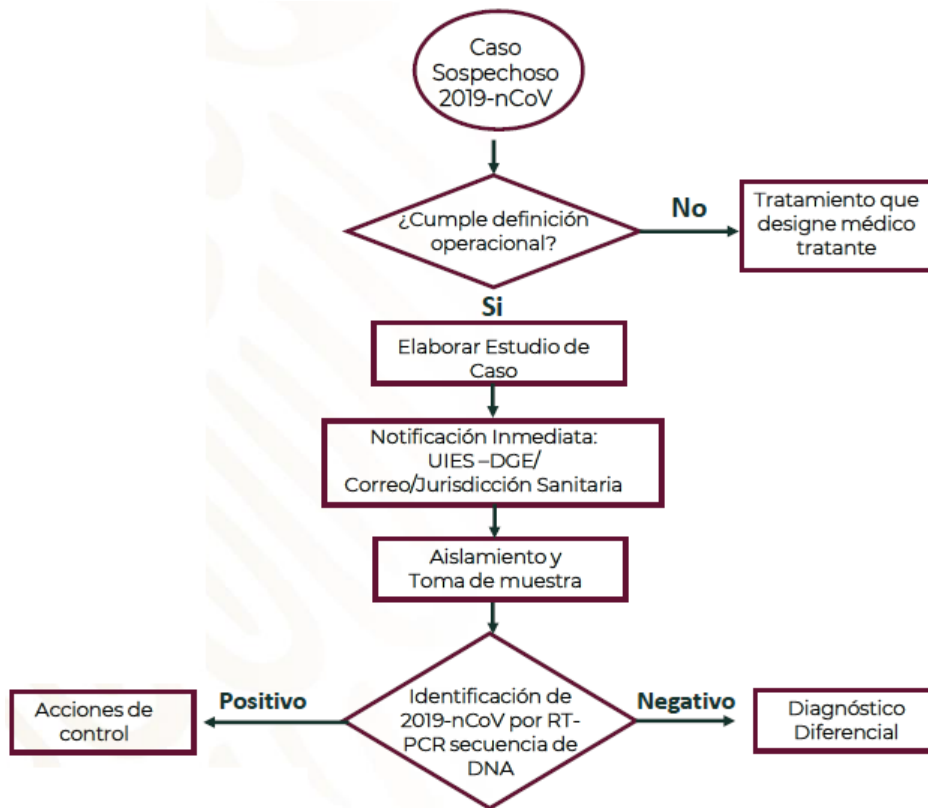 Caso
Sospechoso
2019-nCoV
¿Cumple definición
operacional?
No
Tratamiento que
designe médico
tratante
Si
Elaborar Estudio de
Caso
Notificación Inmediata:
UIES –DGE/
Correo/Jurisdicción Sanitaria
Aislamiento y
Toma de muestra
Identificación de
2019-nCoV por RT-
PCR secuencia de
DNA
Positivo
Acciones de
control
Negativo
Diagnóstico
Diferencial